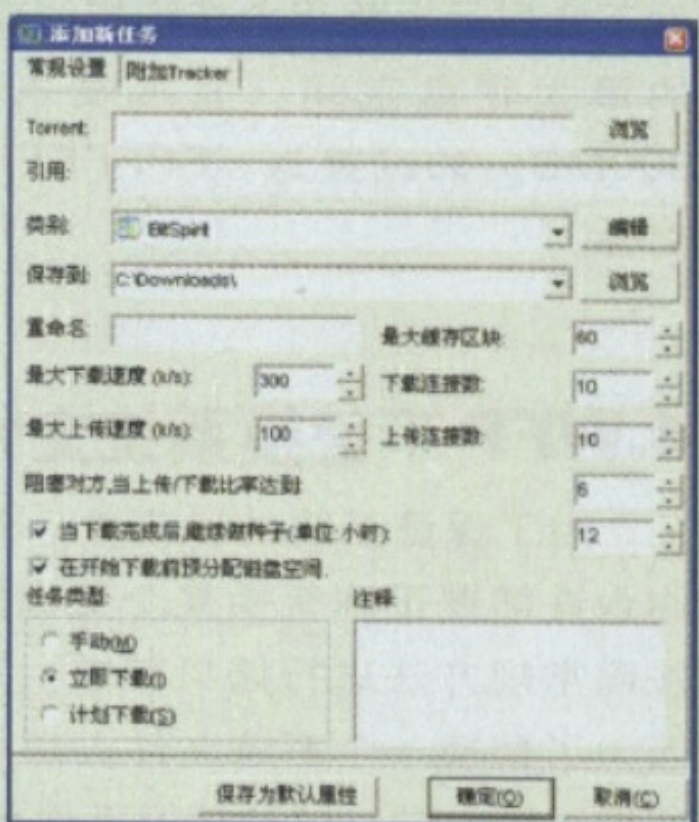 添加新任务
常规设置 附加Tracker
Torrent: 浏览
引用:
类别: BitSpirit 编辑
保存到: C:\Downloads\ 浏览
重命名: 最大缓存区块: 60
最大下载速度 (k/s): 300 下载连接数: 10
最大上传速度 (k/s): 100 上传连接数: 10
阻塞对方,当上传/下载比率达到: 6
当下载完成后,继续做种子(单位:小时): 12
在开始下载前预分配磁盘空间.
任务类型: 注释:
手动(M)
立即下载(I)
计划下载(S)
保存为默认属性 确定(O) 取消(C)